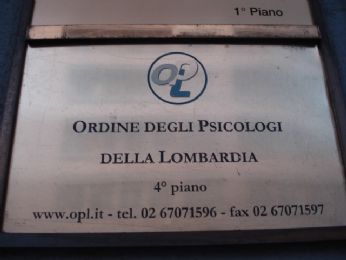 1° Piano
OPL
ORDINE DEGLI PSICOLOGI
DELLA LOMBARDIA
4° piano
www.opl.it - tel. 02 67071596 - fax 02 67071597